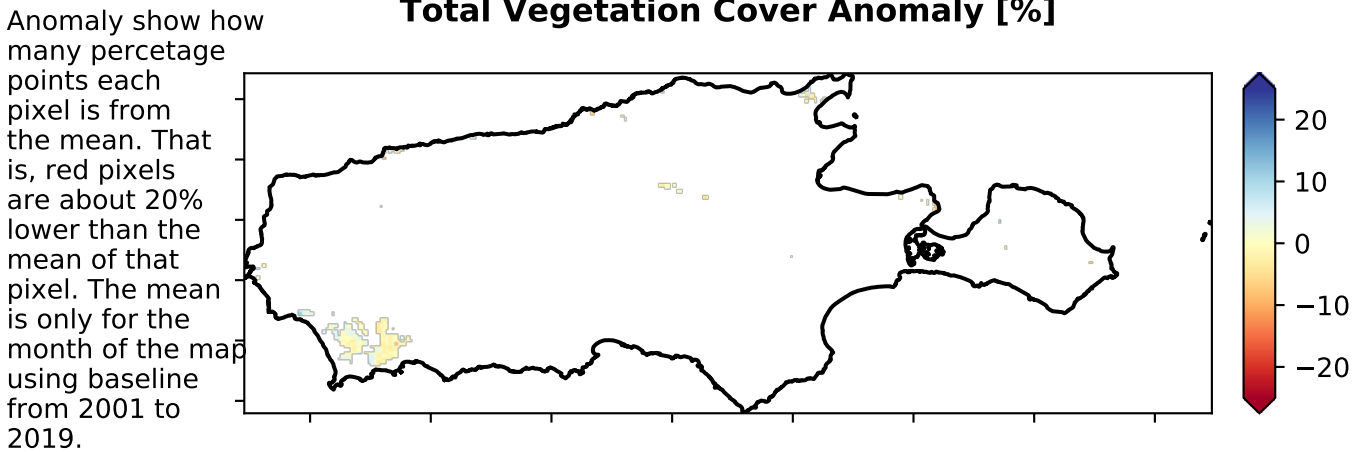 Total Vegetation Cover Anomaly [%]
Anomaly show how
many percetage
points each
pixel is from
the mean. That
is, red pixels
are about 20%
lower than the
mean of that
pixel. The mean
is only for the
month of the map
using baseline
from 2001 to
2019.
20
10
0
−10
−20